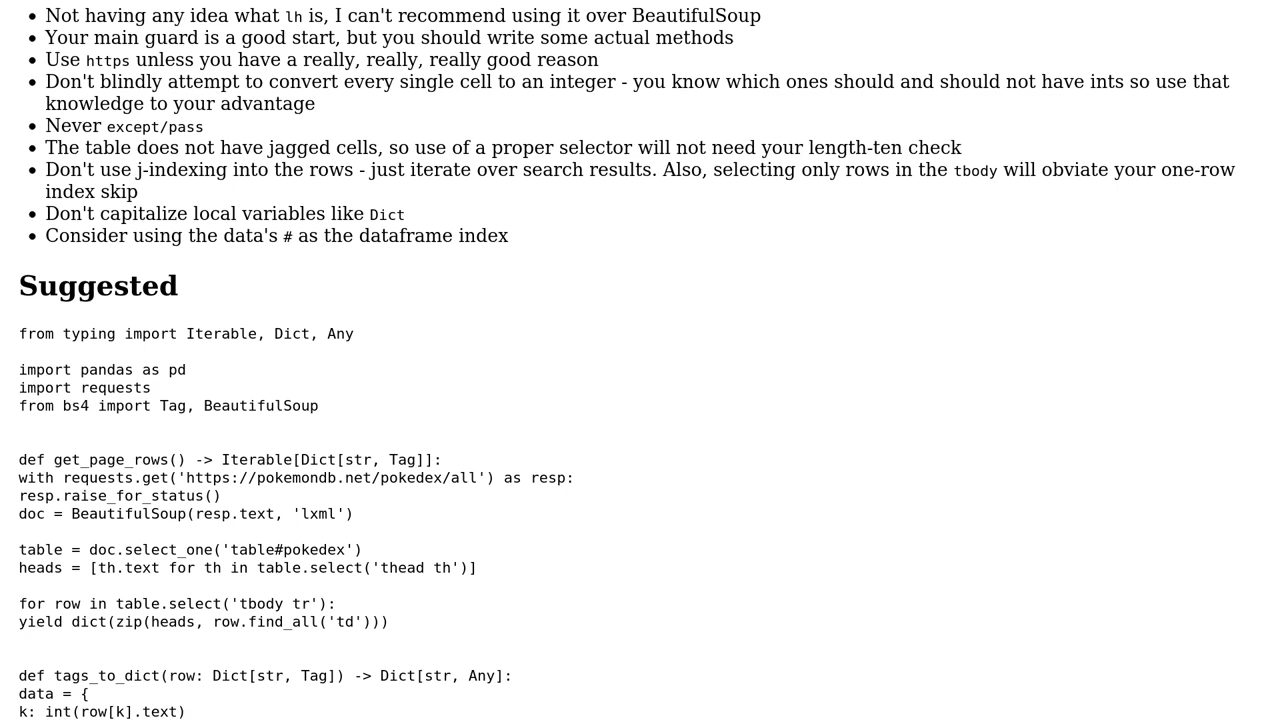 Not having any idea what lh is, I can't recommend using it over BeautifulSoup
Your main guard is a good start, but you should write some actual methods
Use https unless you have a really, really, really good reason
Don't blindly attempt to convert every single cell to an integer - you know which ones should and should not have ints so use that
knowledge to your advantage
Never except/pass
The table does not have jagged cells, so use of a proper selector will not need your length-ten check
Don't use j-indexing into the rows - just iterate over search results. Also, selecting only rows in the tbody will obviate your one-row
index skip
Don't capitalize local variables like Dict
Consider using the data's # as the dataframe index
Suggested
from typing import Iterable, Dict, Any
import pandas as pd
import requests
from bs4 import Tag, BeautifulSoup
def get_page_rows() -> Iterable[Dict[str, Tag]]:
with requests.get('https://pokemondb.net/pokedex/all') as resp:
resp.raise_for_status()
doc = BeautifulSoup(resp.text, 'lxml')
table = doc.select_one('table#pokedex')
heads = [th.text for th in table.select('thead th')]
for row in table.select('tbody tr'):
yield dict(zip(heads, row.find_all('td')))
def tags_to_dict(row: Dict[str, Tag]) -> Dict[str, Any]:
data = {
k: int(row[k].text)